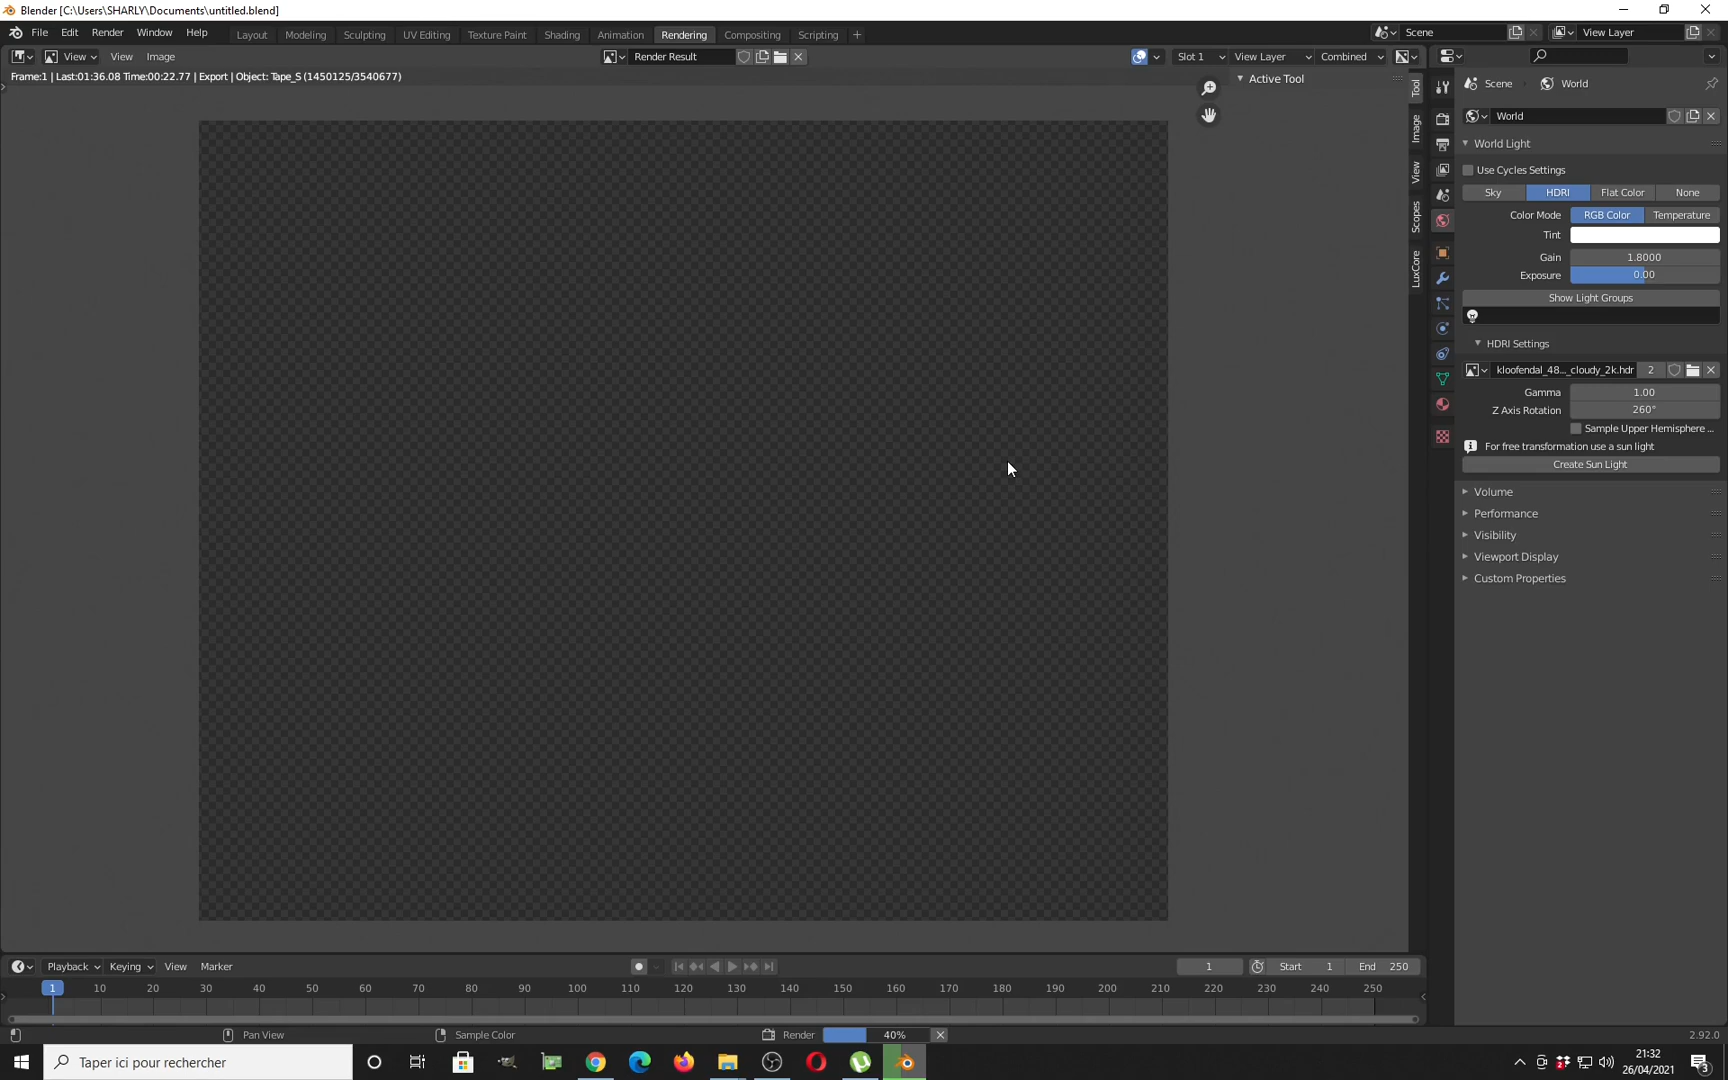 Blender [C:\Users\SHARLY\Documents\untitled.blend]
File Edit Render Window Help Layout Modeling Sculpting UV Editing Texture Paint Shading Animation Rendering Compositing Scripting + Scene View Layer
View View Image Render Result Slot 1 View Layer Combined
Frame:1 | Last:01:36.08 Time:00:22.77 | Export | Object: Tape_S (1450125/3540677)
Active Tool
Tool
Image
View
Scopes
LuxCore
Scene World
World
World Light
Use Cycles Settings
Sky HDRI Flat Color None
Color Mode RGB Color Temperature
Tint
Gain 1.8000
Exposure 0.00
Show Light Groups
HDRI Settings
kloofendal_48..._cloudy_2k.hdr 2
Gamma 1.00
Z Axis Rotation 260°
Sample Upper Hemisphere ...
For free transformation use a sun light
Create Sun Light
Volume
Performance
Visibility
Viewport Display
Custom Properties
Playback Keying View Marker 1 Start 1 End 250
1 10 20 30 40 50 60 70 80 90 100 110 120 130 140 150 160 170 180 190 200 210 220 230 240 250
Pan View Sample Color Render 40% 2.92.0
Taper ici pour rechercher
21:32
26/04/2021
3